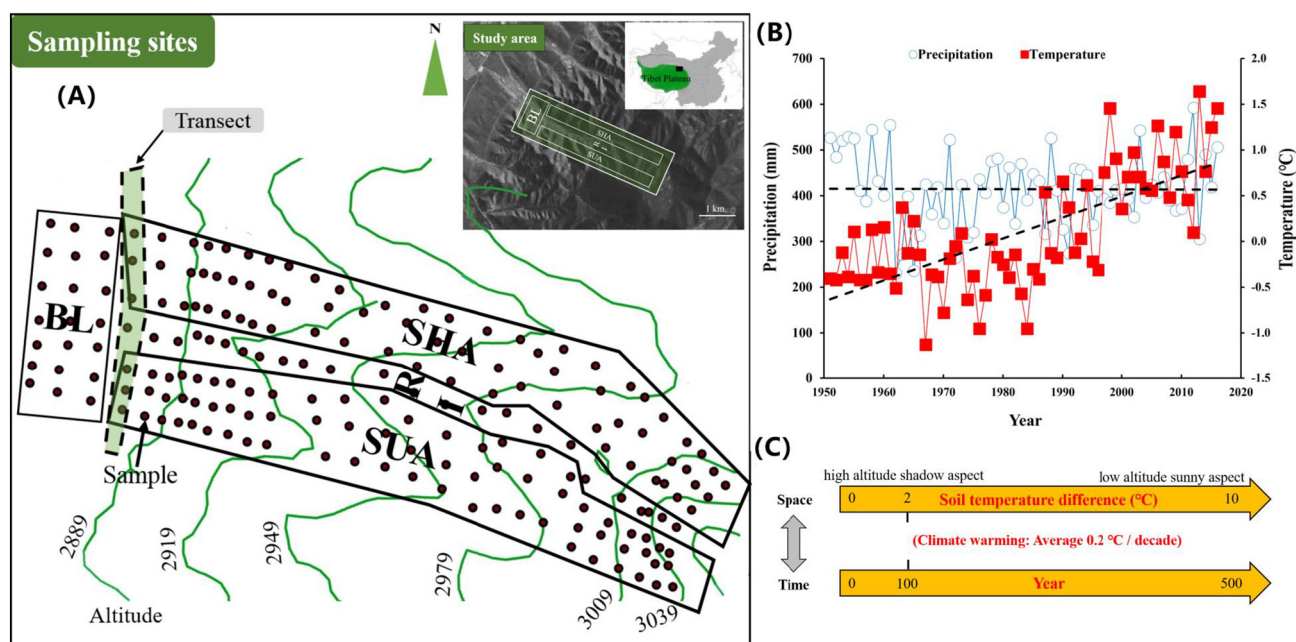 Sampling sites
(A)
N
Study area
Tibet Plateau
BL
SHA
RI
SUA
1 km
Transect
BL
SHA
RI
SUA
Sample
2889
2919
2949
2979
3009
3039
Altitude
(B)
Precipitation Temperature
Precipitation (mm)
700
600
500
400
300
200
100
0
Temperature (℃)
2.0
1.5
1.0
0.5
0.0
-0.5
-1.0
-1.5
1950 1960 1970 1980 1990 2000 2010 2020
Year
(C)
high altitude shadow aspect low altitude sunny aspect
Space 0 2 Soil temperature difference (℃) 10
(Climate warming: Average 0.2 ℃ / decade)
Time 0 100 Year 500